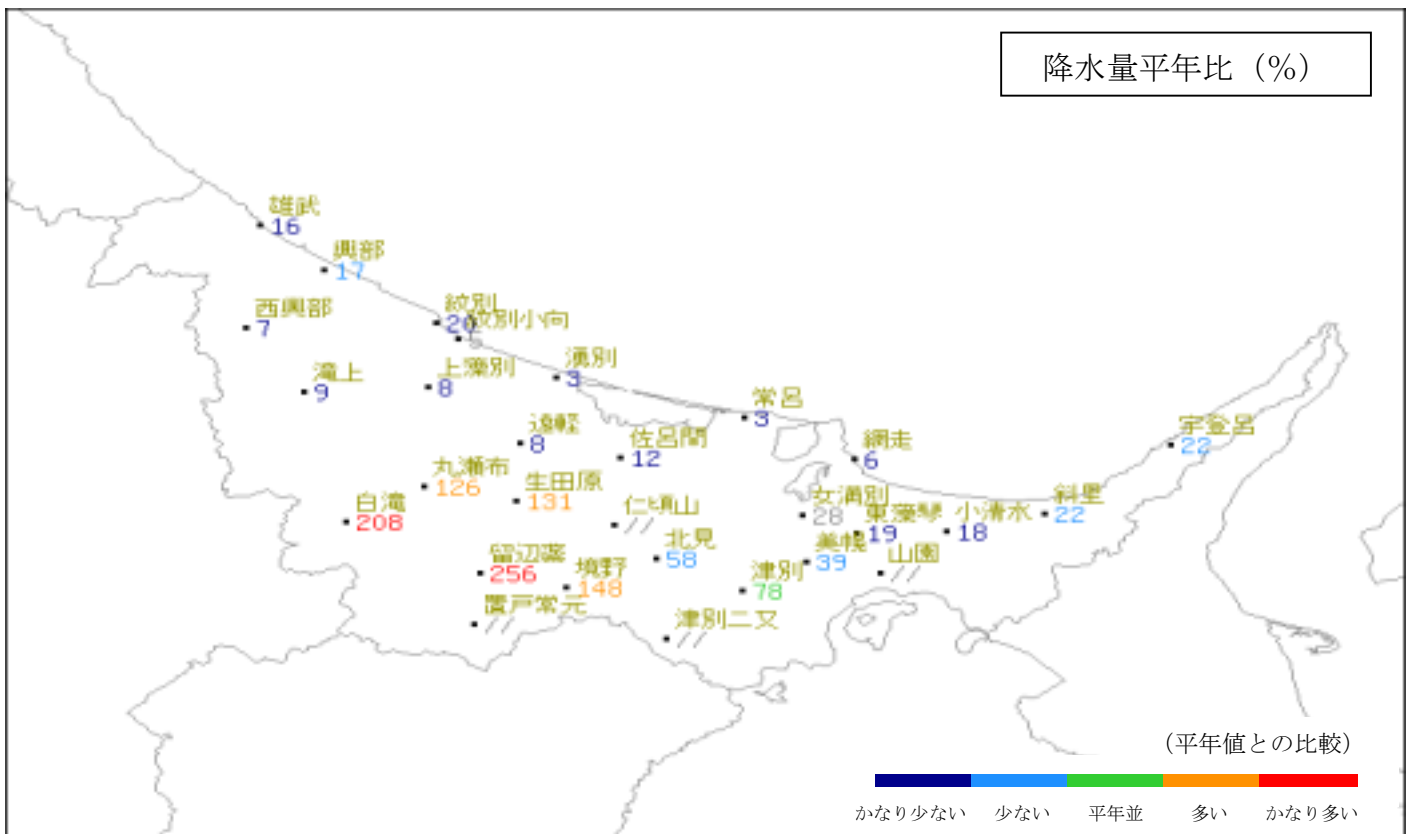 降水量平年比（％）
雄武
16
興部
17
西興部
7
紋別
20
紋別小向
滝上
9
上藻別
8
湧別
3
常呂
3
遠軽
8
佐呂間
12
網走
6
宇登呂
22
丸瀬布
126
生田原
131
白滝
208
仁頃山
//
女満別
28
東藻琴
19
小清水
18
斜里
22
北見
58
美幌
39
山園
//
留辺蘂
256
境野
148
津別
78
置戸常元
//
津別二又
//
（平年値との比較）
かなり少ない 少ない 平年並 多い かなり多い